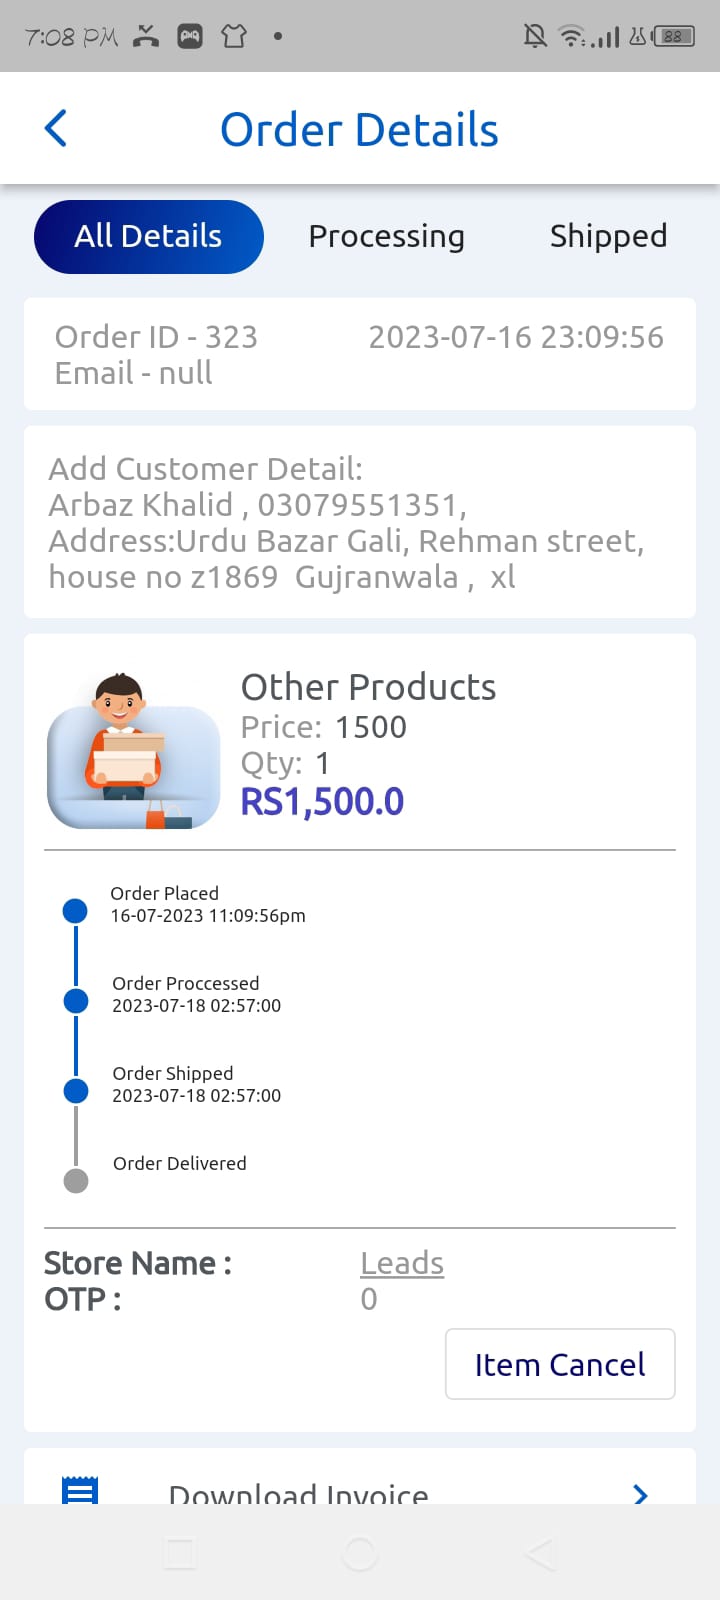 7:08 PM 88
Order Details
All Details Processing Shipped
Order ID - 323 2023-07-16 23:09:56
Email - null
Add Customer Detail:
Arbaz Khalid , 03079551351,
Address:Urdu Bazar Gali, Rehman street,
house no z1869  Gujranwala ,  xl
Other Products
Price: 1500
Qty: 1
RS1,500.0
Order Placed
16-07-2023 11:09:56pm
Order Proccessed
2023-07-18 02:57:00
Order Shipped
2023-07-18 02:57:00
Order Delivered
Store Name : Leads
OTP : 0
Item Cancel
Download Invoice